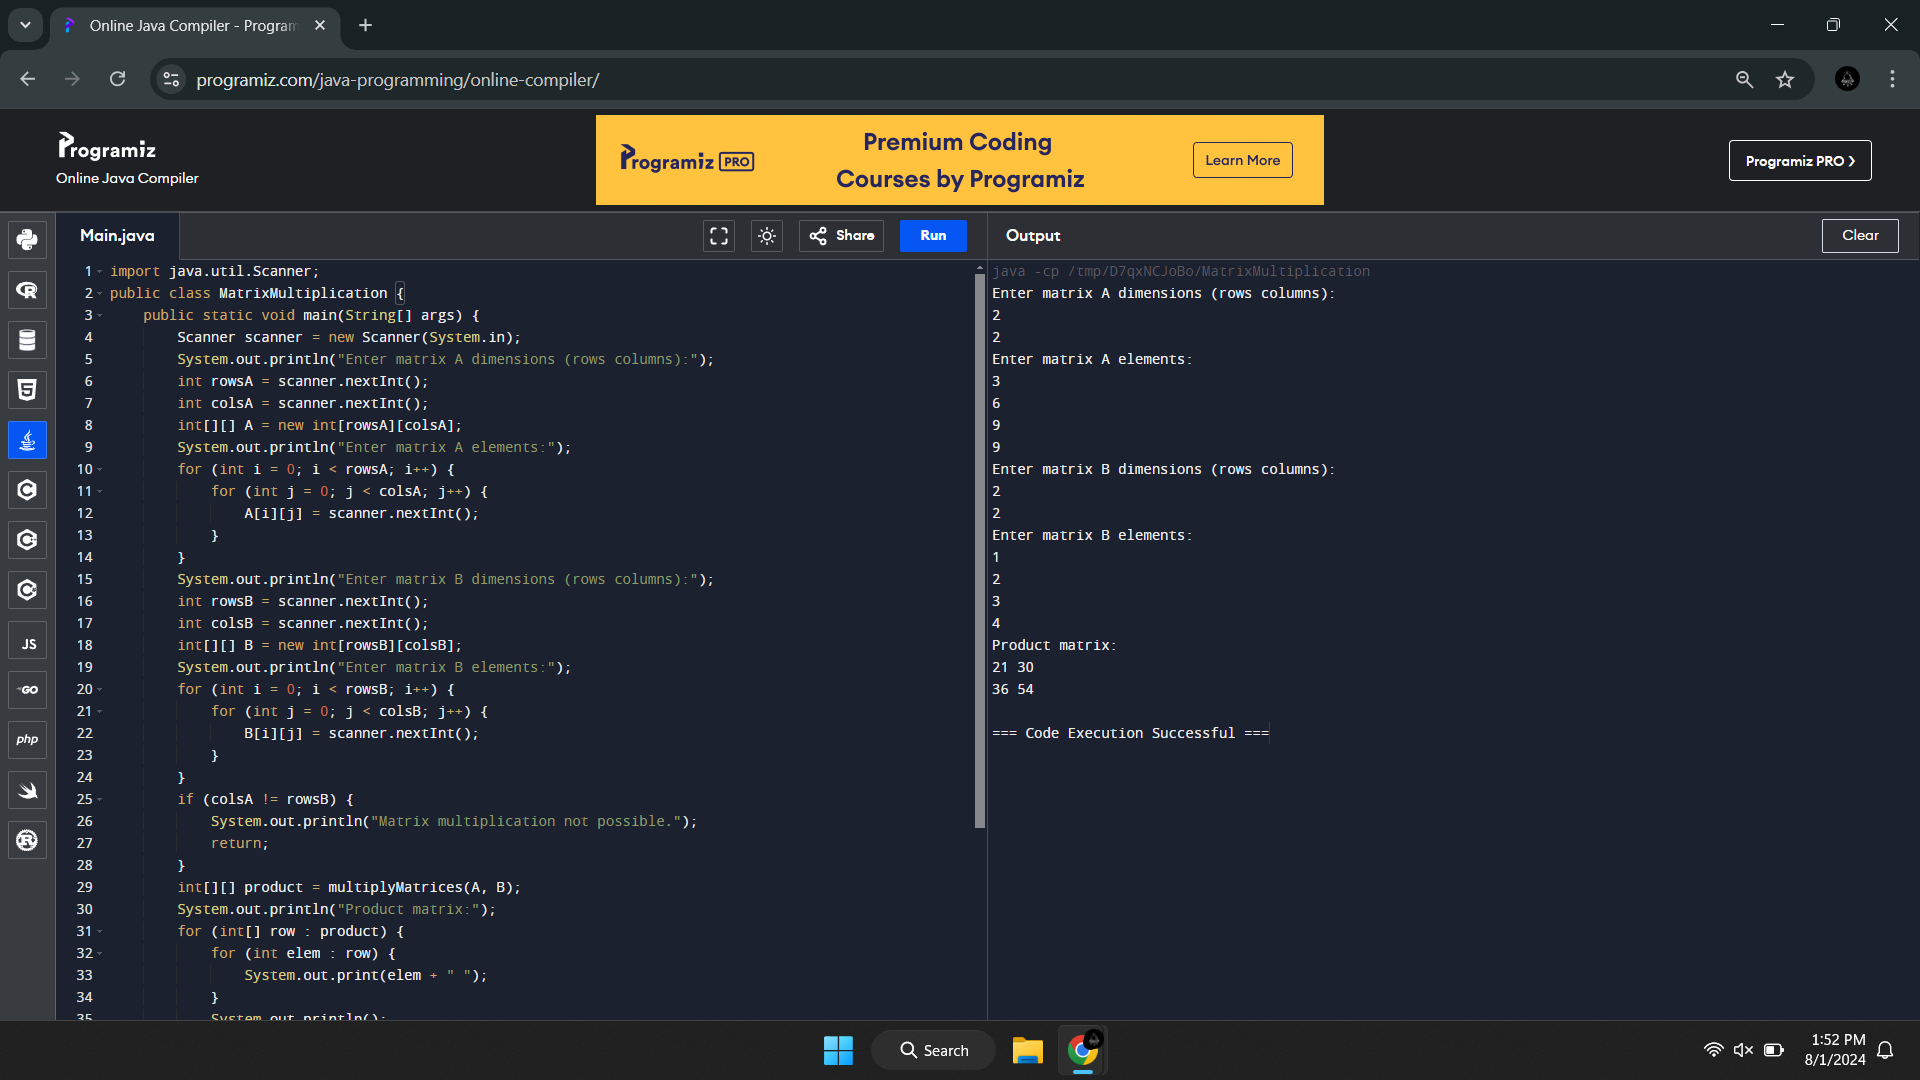 Online Java Compiler - Program
programiz.com/java-programming/online-compiler/
Programiz
Online Java Compiler
Programiz PRO
Premium Coding
Courses by Programiz
Learn More
Programiz PRO ›
Main.java
Share
Run
Output
Clear
1 import java.util.Scanner;
2 public class MatrixMultiplication {
3 public static void main(String[] args) {
4 Scanner scanner = new Scanner(System.in);
5 System.out.println("Enter matrix A dimensions (rows columns):");
6 int rowsA = scanner.nextInt();
7 int colsA = scanner.nextInt();
8 int[][] A = new int[rowsA][colsA];
9 System.out.println("Enter matrix A elements:");
10 for (int i = 0; i < rowsA; i++) {
11 for (int j = 0; j < colsA; j++) {
12 A[i][j] = scanner.nextInt();
13 }
14 }
15 System.out.println("Enter matrix B dimensions (rows columns):");
16 int rowsB = scanner.nextInt();
17 int colsB = scanner.nextInt();
18 int[][] B = new int[rowsB][colsB];
19 System.out.println("Enter matrix B elements:");
20 for (int i = 0; i < rowsB; i++) {
21 for (int j = 0; j < colsB; j++) {
22 B[i][j] = scanner.nextInt();
23 }
24 }
25 if (colsA != rowsB) {
26 System.out.println("Matrix multiplication not possible.");
27 return;
28 }
29 int[][] product = multiplyMatrices(A, B);
30 System.out.println("Product matrix:");
31 for (int[] row : product) {
32 for (int elem : row) {
33 System.out.print(elem + " ");
34 }
35 System.out.println();
java -cp /tmp/D7qxNCJoBo/MatrixMultiplication
Enter matrix A dimensions (rows columns):
2
2
Enter matrix A elements:
3
6
9
9
Enter matrix B dimensions (rows columns):
2
2
Enter matrix B elements:
1
2
3
4
Product matrix:
21 30
36 54
=== Code Execution Successful ===
R
5
C
C
C
JS
GO
php
R
Search
1:52 PM
8/1/2024